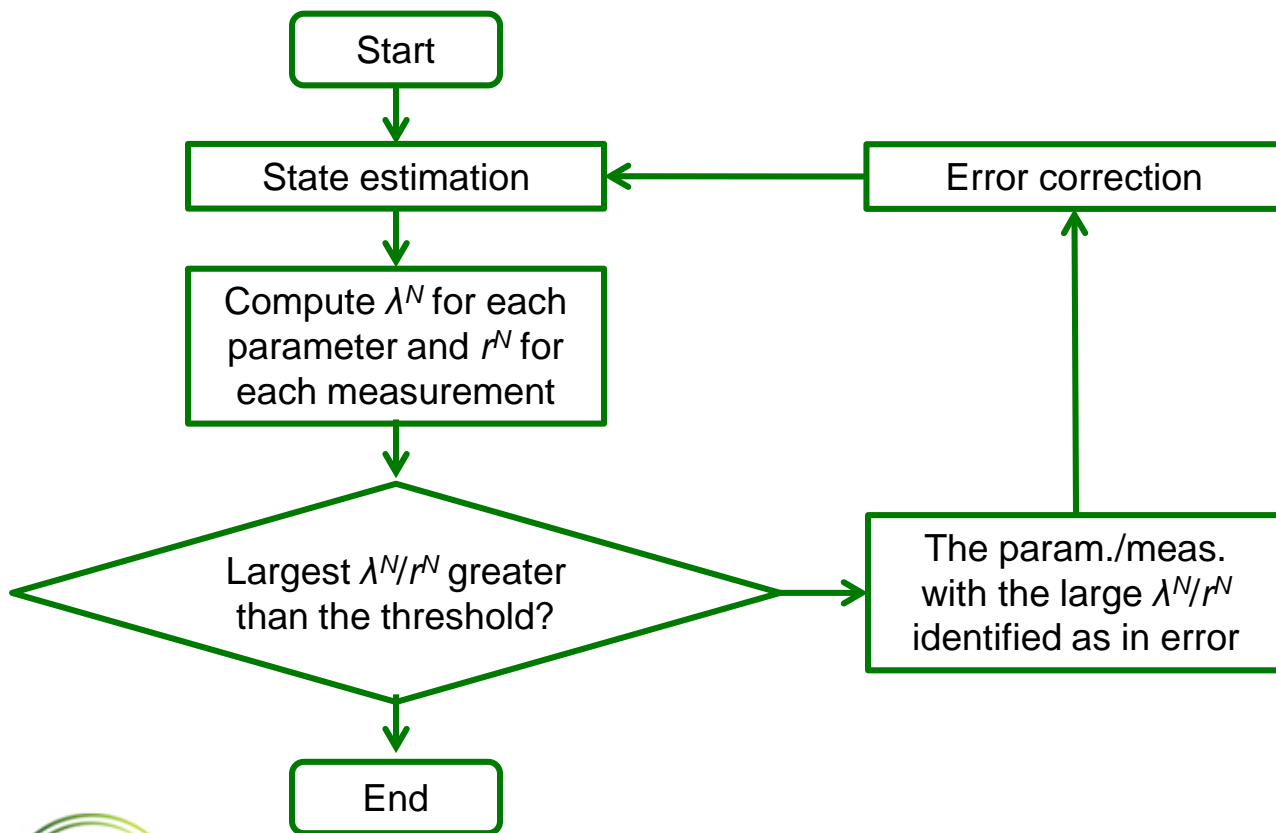 Start
State estimation
Error correction
Compute λᴺ for each
parameter and rᴺ for
each measurement
Largest λᴺ/rᴺ greater
than the threshold?
The param./meas.
with the large λᴺ/rᴺ
identified as in error
End